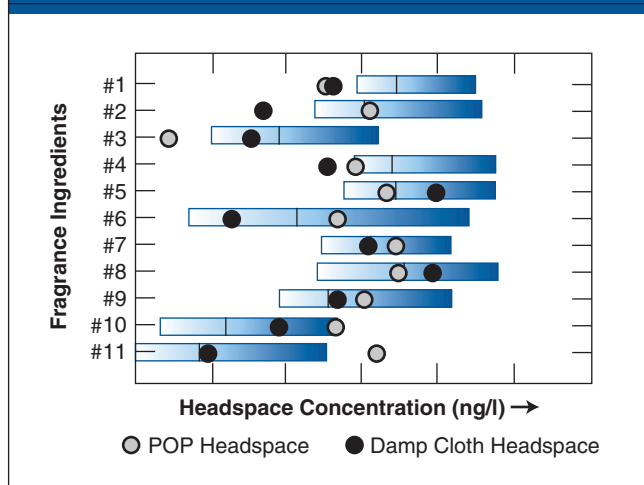 #1
#2
#3
#4
#5
#6
#7
#8
#9
#10
#11
Fragrance Ingredients
Headspace Concentration (ng/l) →
POP Headspace
Damp Cloth Headspace